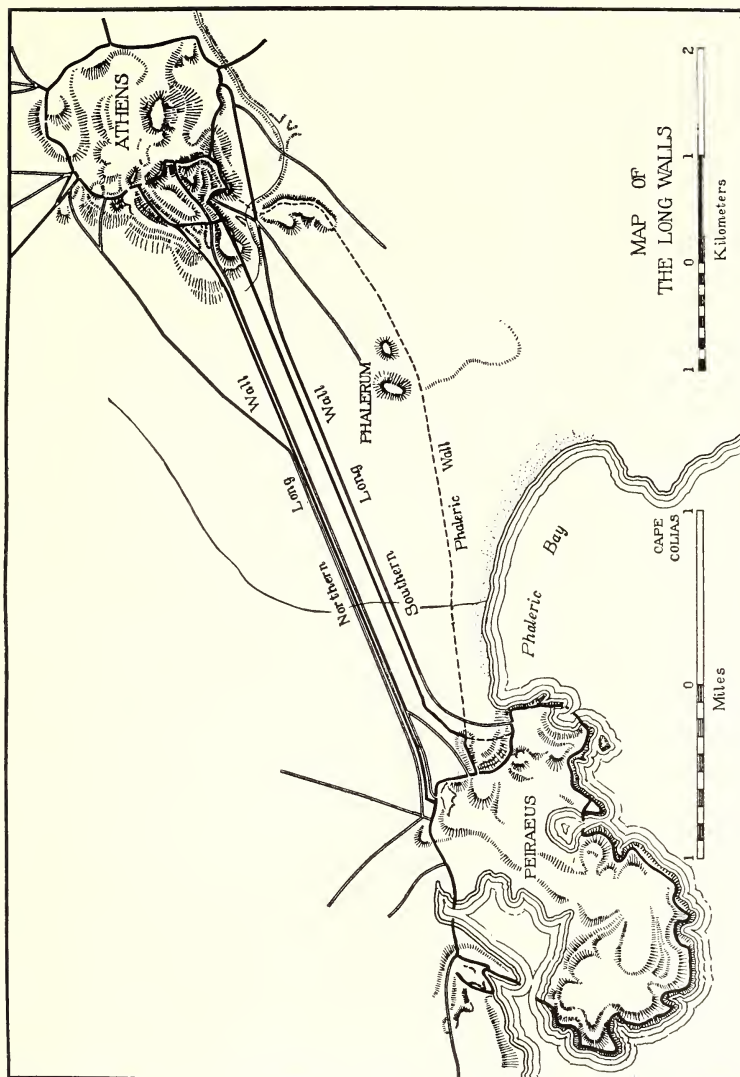 ATHENS
MAP OF
THE LONG WALLS
2
1
0
1
Kilometers
Northern Long Wall
Southern Long Wall
PHALERUM
Phaleric Wall
Phaleric Bay
CAPE
COLIAS
PEIRAEUS
1
0
1
Miles